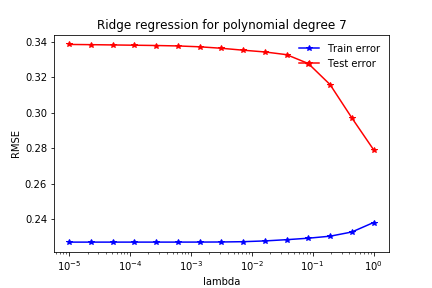 Ridge regression for polynomial degree 7
0.34
0.32
0.30
0.28
0.26
0.24
RMSE
Train error
Test error
10⁻⁵
10⁻⁴
10⁻³
10⁻²
10⁻¹
10⁰
lambda